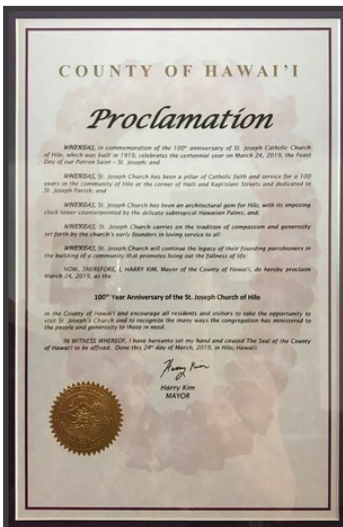 COUNTY OF HAWAI'I
Proclamation
WHEREAS, in commemoration of the 100th anniversary of St. Joseph Catholic Church
of Hilo, which was built in 1919, celebrates the centennial year on March 24, 2019, the Feast
Day of our Patron Saint – St. Joseph; and
WHEREAS, St. Joseph Church has been a pillar of Catholic faith and service for a 100
years in the community of Hilo at the corner of Haili and Kapiolani Streets and dedicated to
St. Joseph Parish; and
WHEREAS, St. Joseph Church has been an architectural gem for Hilo, with its imposing
clock tower counterpointed by the delicate subtropical Hawaiian Palms; and;
WHEREAS, St. Joseph Church carries on the tradition of compassion and generosity
set forth by the church's early founders in loving service to all;
WHEREAS, St. Joseph Church will continue the legacy of their founding parishioners in
the building of a community that promotes living out the fullness of life;
NOW, THEREFORE, I, HARRY KIM, Mayor of the County of Hawai'i, do hereby proclaim
March 24, 2019, as the
100th Year Anniversary of the St. Joseph Church of Hilo
in the County of Hawai'i and encourage all residents and visitors to take the opportunity to
visit St. Joseph's Church and to recognize the many ways the congregation has ministered to
the people and generosity to those in need.
IN WITNESS WHEREOF, I have hereunto set my hand and caused The Seal of the County
of Hawai'i to be affixed. Done this 24th day of March, 2019, in Hilo, Hawai'i.
Harry Kim
Harry Kim
MAYOR